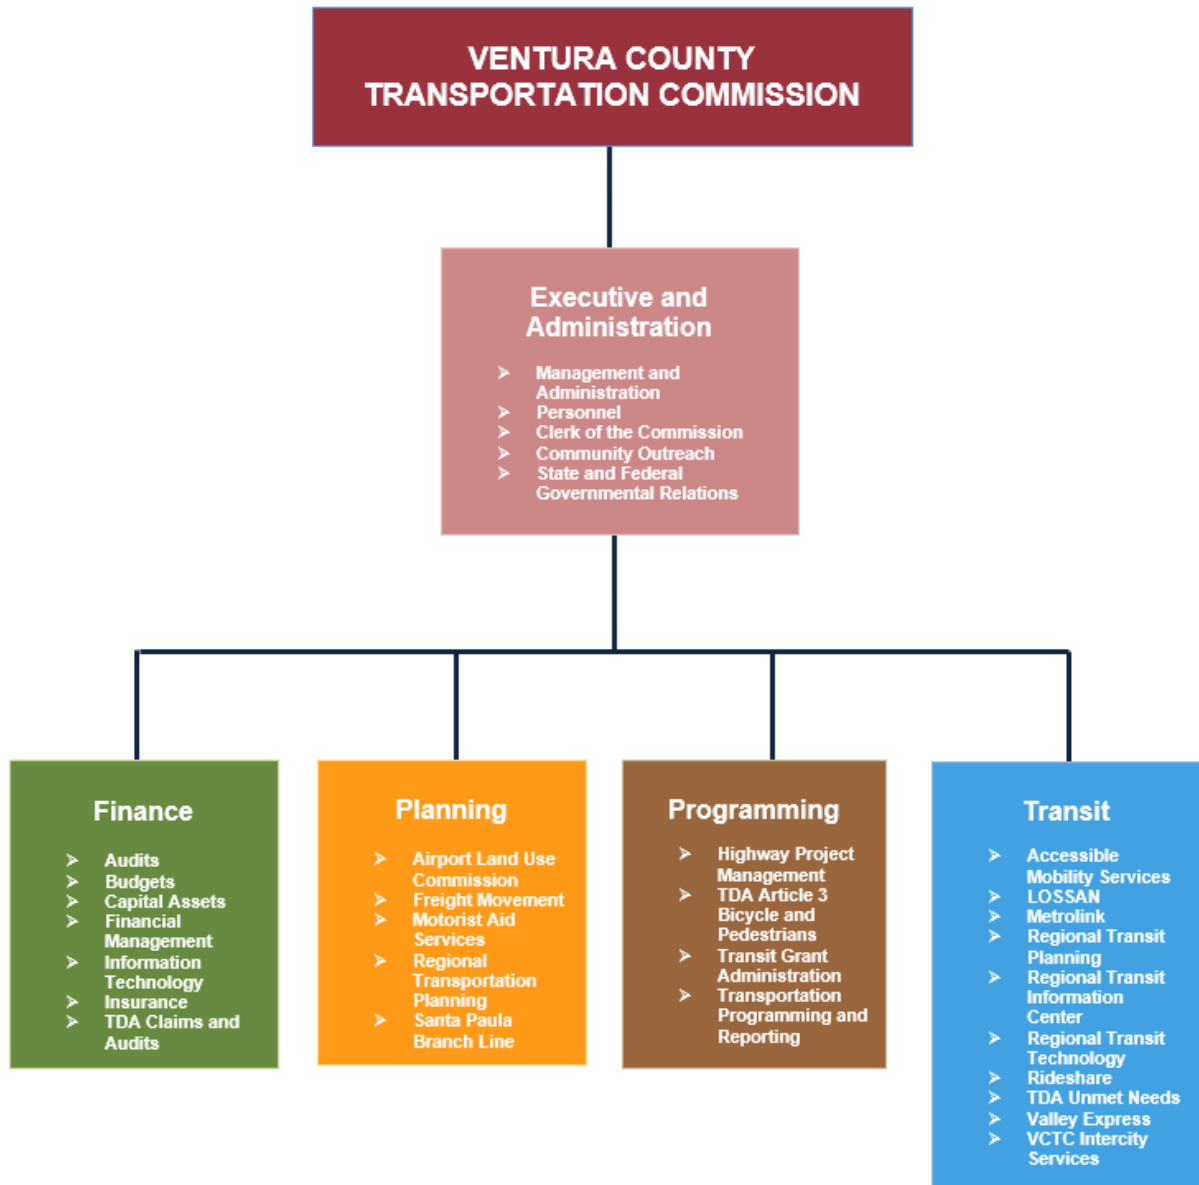 VENTURA COUNTY
TRANSPORTATION COMMISSION
Executive and
Administration
➤ Management and
Administration
➤ Personnel
➤ Clerk of the Commission
➤ Community Outreach
➤ State and Federal
Governmental Relations
Finance
➤ Audits
➤ Budgets
➤ Capital Assets
➤ Financial
Management
➤ Information
Technology
➤ Insurance
➤ TDA Claims and
Audits
Planning
➤ Airport Land Use
Commission
➤ Freight Movement
➤ Motorist Aid
Services
➤ Regional
Transportation
Planning
➤ Santa Paula
Branch Line
Programming
➤ Highway Project
Management
➤ TDA Article 3
Bicycle and
Pedestrians
➤ Transit Grant
Administration
➤ Transportation
Programming and
Reporting
Transit
➤ Accessible
Mobility Services
➤ LOSSAN
➤ Metrolink
➤ Regional Transit
Planning
➤ Regional Transit
Information
Center
➤ Regional Transit
Technology
➤ Rideshare
➤ TDA Unmet Needs
➤ Valley Express
➤ VCTC Intercity
Services